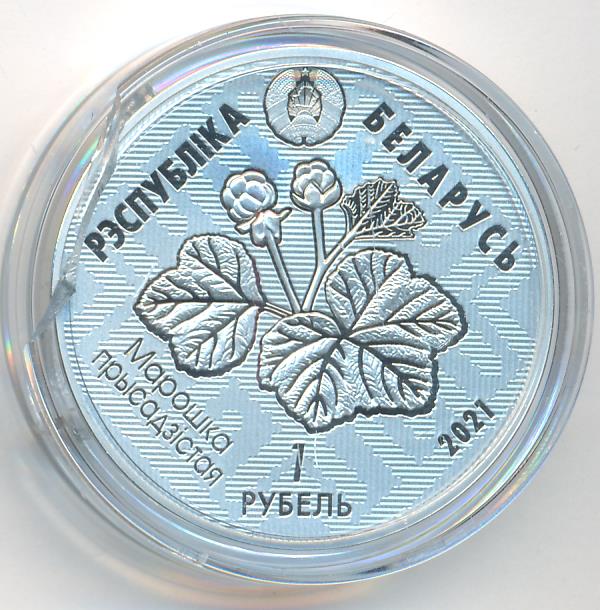 РЭСПУБЛІКА БЕЛАРУСЬ
Марошка
прысадзістая
1
РУБЕЛЬ
2021